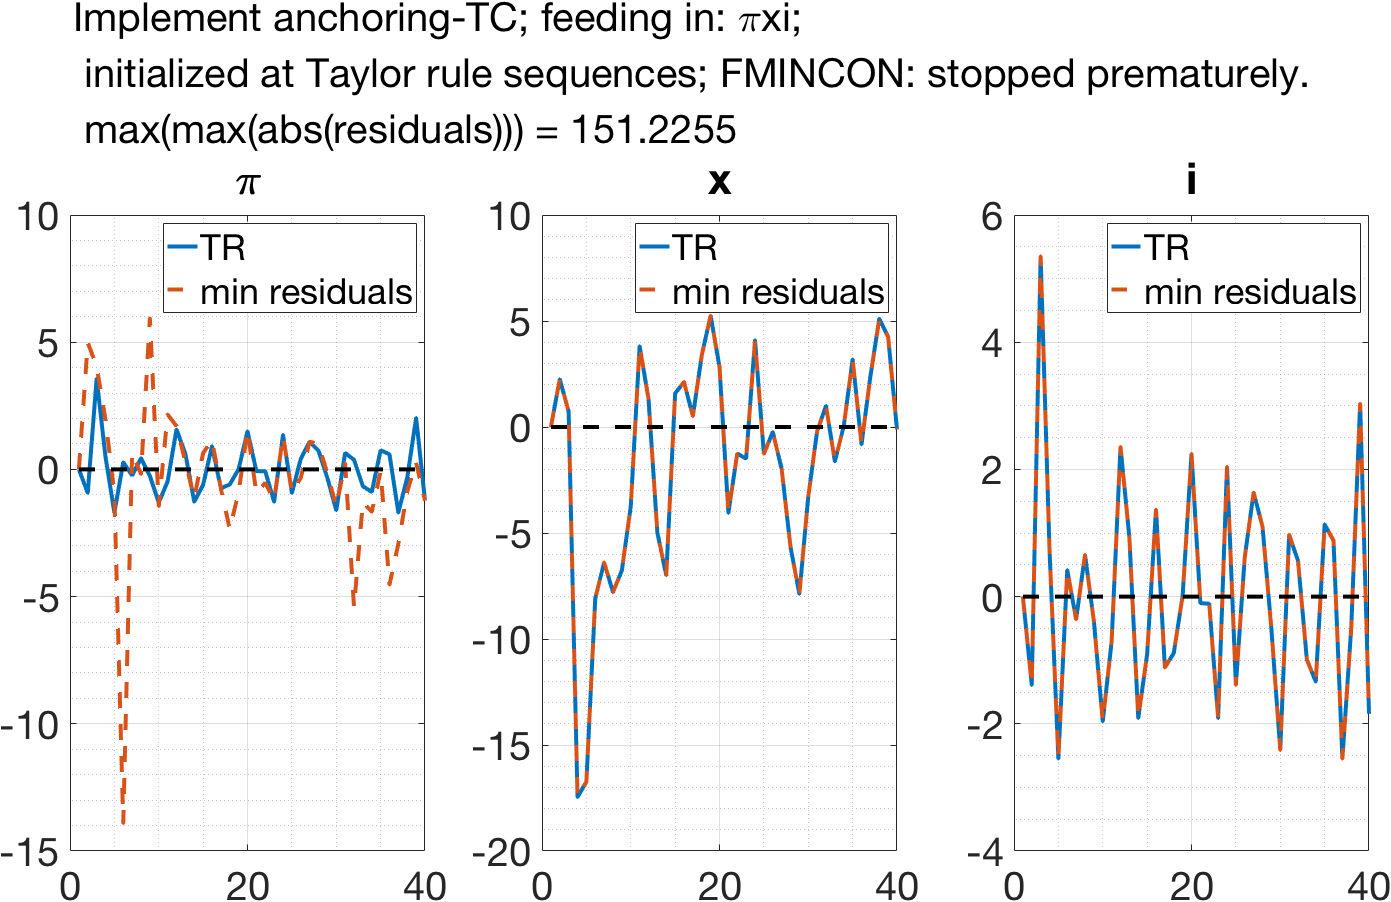 Implement anchoring-TC; feeding in: πxi;
initialized at Taylor rule sequences; FMINCON: stopped prematurely.
max(max(abs(residuals))) = 151.2255
π
10
5
0
-5
-10
-15
0
20
40
TR
min residuals
x
10
5
0
-5
-10
-15
-20
0
20
40
TR
min residuals
i
6
4
2
0
-2
-4
0
20
40
TR
min residuals